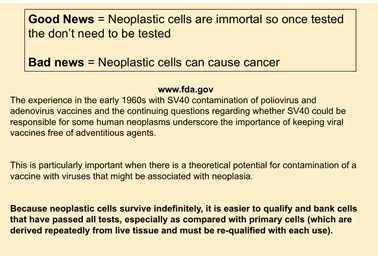 Good News = Neoplastic cells are immortal so once tested
the don't need to be tested
Bad news = Neoplastic cells can cause cancer
www.fda.gov
The experience in the early 1960s with SV40 contamination of poliovirus and
adenovirus vaccines and the continuing questions regarding whether SV40 could be
responsible for some human neoplasms underscore the importance of keeping viral
vaccines free of adventitious agents.
This is particularly important when there is a theoretical potential for contamination of a
vaccine with viruses that might be associated with neoplasia.
Because neoplastic cells survive indefinitely, it is easier to qualify and bank cells
that have passed all tests, especially as compared with primary cells (which are
derived repeatedly from live tissue and must be re-qualified with each use).